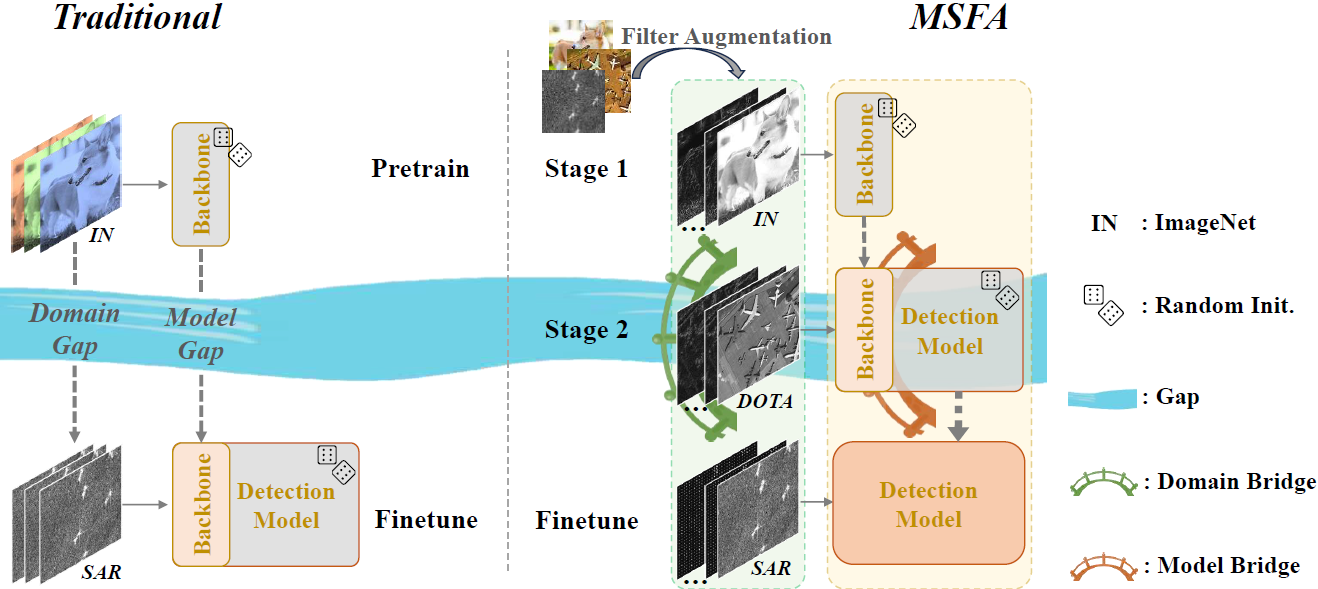 Traditional
MSFA
Filter Augmentation
Backbone
IN
Pretrain
Stage 1
...
IN
Backbone
Domain
Gap
Model
Gap
Stage 2
...
DOTA
Backbone
Detection
Model
SAR
Backbone
Detection
Model
Finetune
Finetune
...
SAR
Detection
Model
IN : ImageNet
: Random Init.
: Gap
: Domain Bridge
: Model Bridge